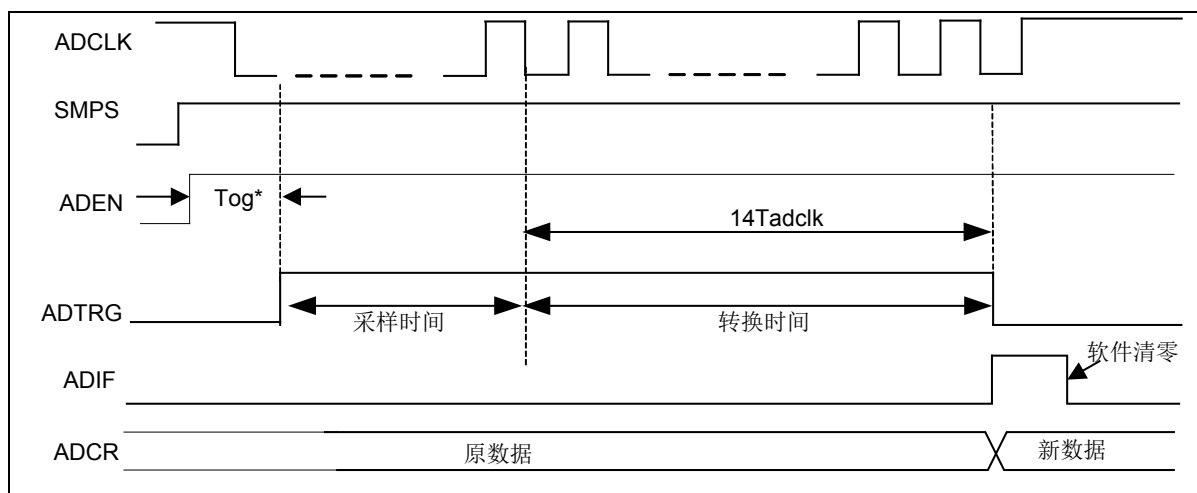 ADCLK
SMPS
ADEN
Tog*
14Tadclk
ADTRG
采样时间
转换时间
ADIF
软件清零
ADCR
原数据
新数据